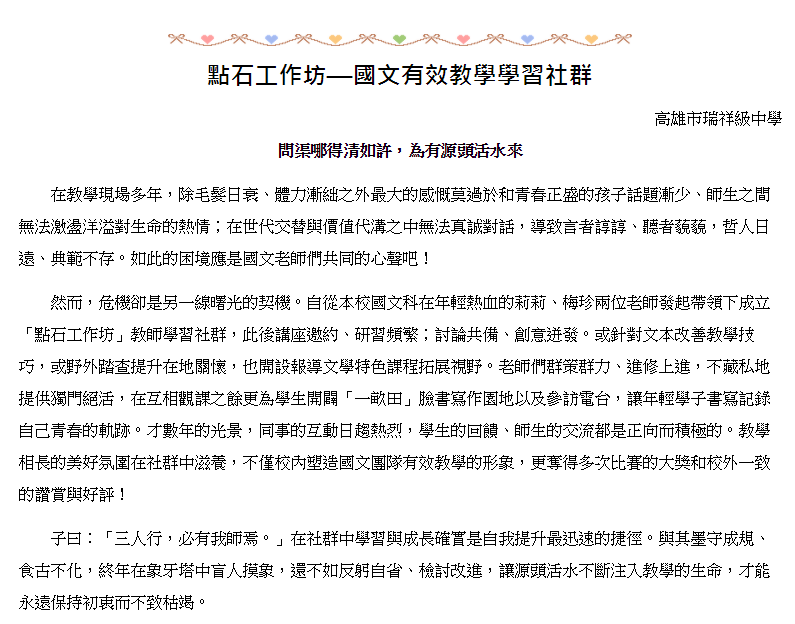 點石工作坊—國文有效教學學習社群
高雄市瑞祥級中學
問渠哪得清如許，為有源頭活水來
在教學現場多年，除毛髮日衰、體力漸絀之外最大的感慨莫過於和青春正盛的孩子話題漸少、師生之間
無法激盪洋溢對生命的熱情；在世代交替與價值代溝之中無法真誠對話，導致言者諄諄、聽者藐藐，哲人日
遠、典範不存。如此的困境應是國文老師們共同的心聲吧！
然而，危機卻是另一線曙光的契機。自從本校國文科在年輕熱血的莉莉、梅珍兩位老師發起帶領下成立
「點石工作坊」教師學習社群，此後講座邀約、研習頻繁；討論共備、創意迸發。或針對文本改善教學技
巧，或野外踏查提升在地關懷，也開設報導文學特色課程拓展視野。老師們群策群力、進修上進，不藏私地
提供獨門絕活，在互相觀課之餘更為學生開闢「一畝田」臉書寫作園地以及參訪電台，讓年輕學子書寫記錄
自己青春的軌跡。才數年的光景，同事的互動日趨熱烈，學生的回饋、師生的交流都是正向而積極的。教學
相長的美好氛圍在社群中滋養，不僅校內塑造國文團隊有效教學的形象，更奪得多次比賽的大獎和校外一致
的讚賞與好評！
子曰：「三人行，必有我師焉。」在社群中學習與成長確實是自我提升最迅速的捷徑。與其墨守成規、
食古不化，終年在象牙塔中盲人摸象，還不如反躬自省、檢討改進，讓源頭活水不斷注入教學的生命，才能
永遠保持初衷而不致枯竭。